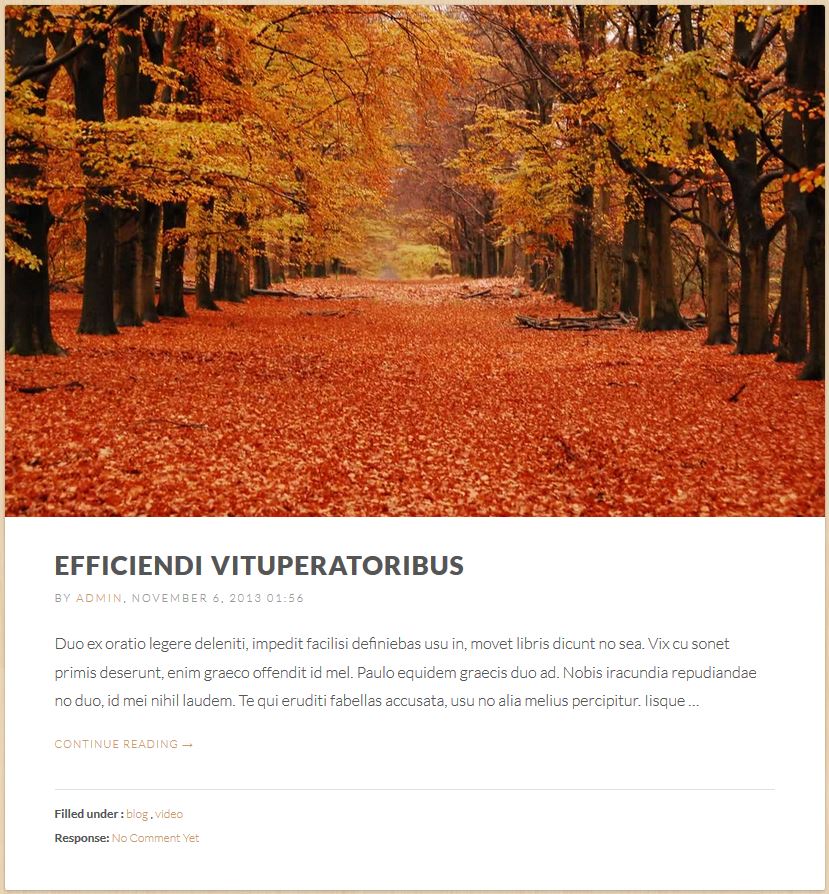 EFFICIENDI VITUPERATORIBUS
BY ADMIN, NOVEMBER 6, 2013 01:56
Duo ex oratio legere deleniti, impedit facilisi definiebas usu in, movet libris dicunt no sea. Vix cu sonet
primis deserunt, enim graeco offendit id mel. Paulo equidem graecis duo ad. Nobis iracundia repudiandae
no duo, id mei nihil laudem. Te qui eruditi fabellas accusata, usu no alia melius percipitur. Iisque ...
CONTINUE READING →
Filled under : blog , video
Response: No Comment Yet